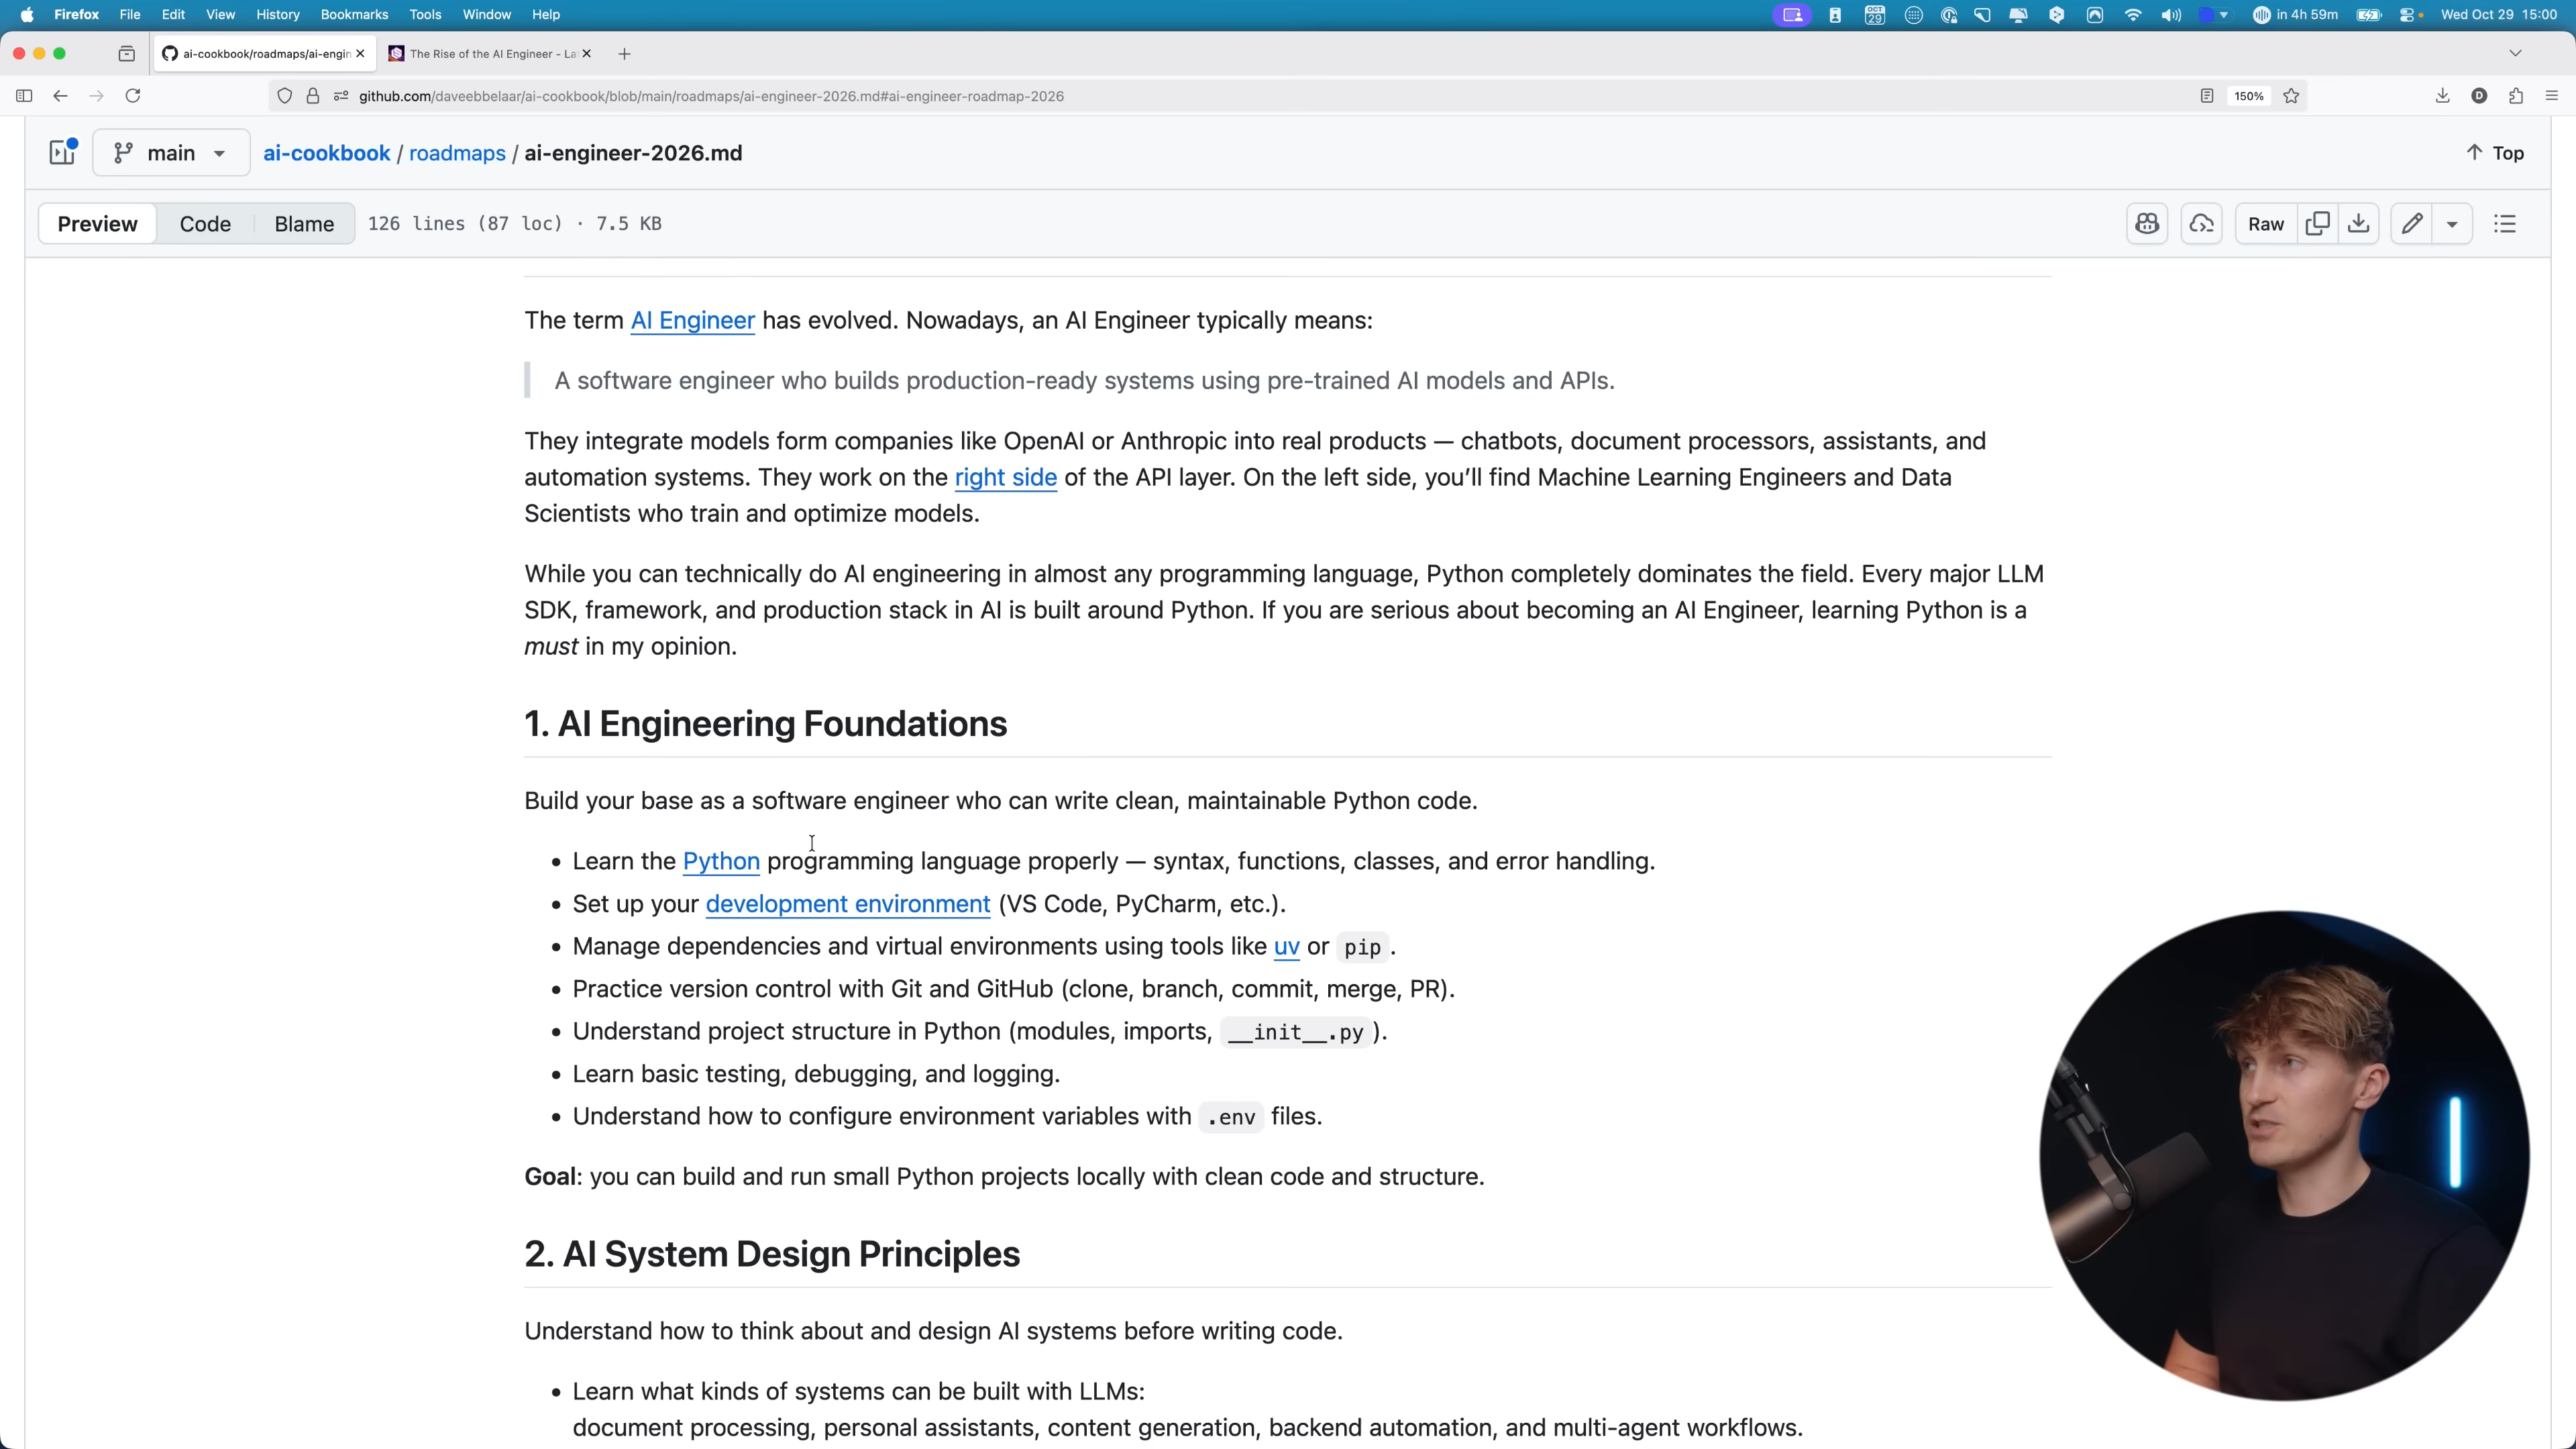 Firefox File Edit View History Bookmarks Tools Window Help
OCT 29
in 4h 59m
Wed Oct 29 15:00
ai-cookbook/roadmaps/ai-engin
The Rise of the AI Engineer - La
github.com/daveebbelaar/ai-cookbook/blob/main/roadmaps/ai-engineer-2026.md#ai-engineer-roadmap-2026
150%
D
main
ai-cookbook / roadmaps / ai-engineer-2026.md
Top
Preview Code Blame 126 lines (87 loc) · 7.5 KB
Raw
The term AI Engineer has evolved. Nowadays, an AI Engineer typically means:
A software engineer who builds production-ready systems using pre-trained AI models and APIs.
They integrate models form companies like OpenAI or Anthropic into real products — chatbots, document processors, assistants, and
automation systems. They work on the right side of the API layer. On the left side, you’ll find Machine Learning Engineers and Data
Scientists who train and optimize models.
While you can technically do AI engineering in almost any programming language, Python completely dominates the field. Every major LLM
SDK, framework, and production stack in AI is built around Python. If you are serious about becoming an AI Engineer, learning Python is a
must in my opinion.
1. AI Engineering Foundations
Build your base as a software engineer who can write clean, maintainable Python code.
• Learn the Python programming language properly — syntax, functions, classes, and error handling.
• Set up your development environment (VS Code, PyCharm, etc.).
• Manage dependencies and virtual environments using tools like uv or pip.
• Practice version control with Git and GitHub (clone, branch, commit, merge, PR).
• Understand project structure in Python (modules, imports, __init__.py).
• Learn basic testing, debugging, and logging.
• Understand how to configure environment variables with .env files.
Goal: you can build and run small Python projects locally with clean code and structure.
2. AI System Design Principles
Understand how to think about and design AI systems before writing code.
• Learn what kinds of systems can be built with LLMs:
document processing, personal assistants, content generation, backend automation, and multi-agent workflows.